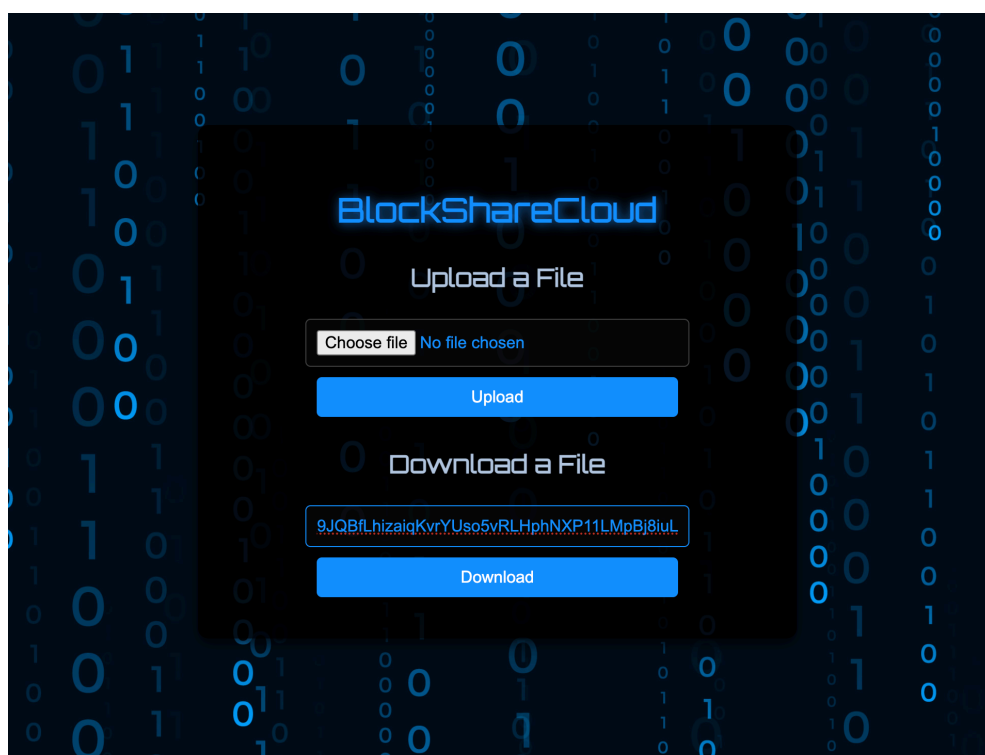 BlockShareCloud
Upload a File
Choose file No file chosen
Upload
Download a File
9JQBfLhizaiqKvrYUso5vRLHphNXP11LMpBj8iuL
Download